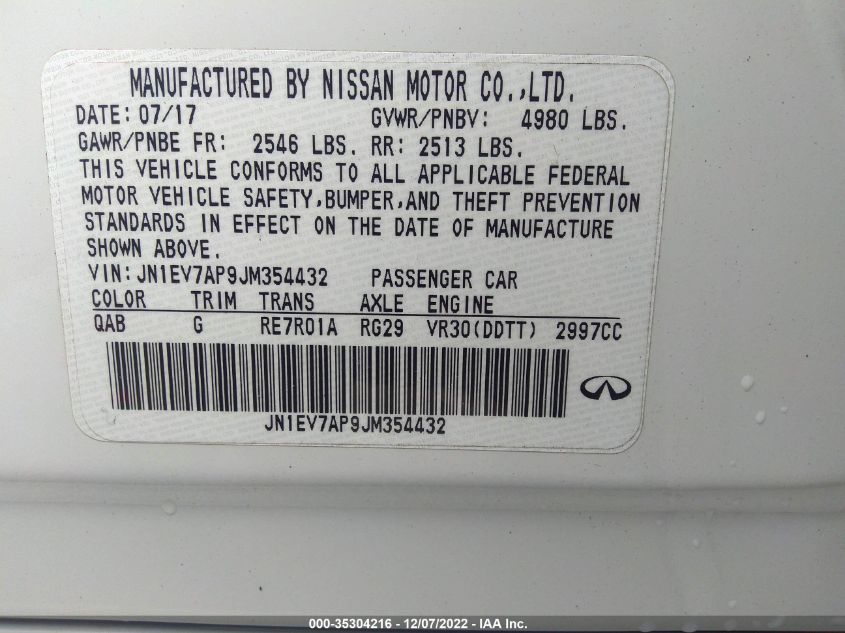 MANUFACTURED BY NISSAN MOTOR CO.,LTD.
DATE: 07/17 GVWR/PNBV: 4980 LBS.
GAWR/PNBE FR: 2546 LBS. RR: 2513 LBS.
THIS VEHICLE CONFORMS TO ALL APPLICABLE FEDERAL
MOTOR VEHICLE SAFETY,BUMPER,AND THEFT PREVENTION
STANDARDS IN EFFECT ON THE DATE OF MANUFACTURE
SHOWN ABOVE.
VIN:JN1EV7AP9JM354432 PASSENGER CAR
COLOR TRIM TRANS AXLE ENGINE
QAB G RE7R01A RG29 VR30(DDTT) 2997CC
JN1EV7AP9JM354432
000-35304216 - 12/07/2022 - IAA Inc.